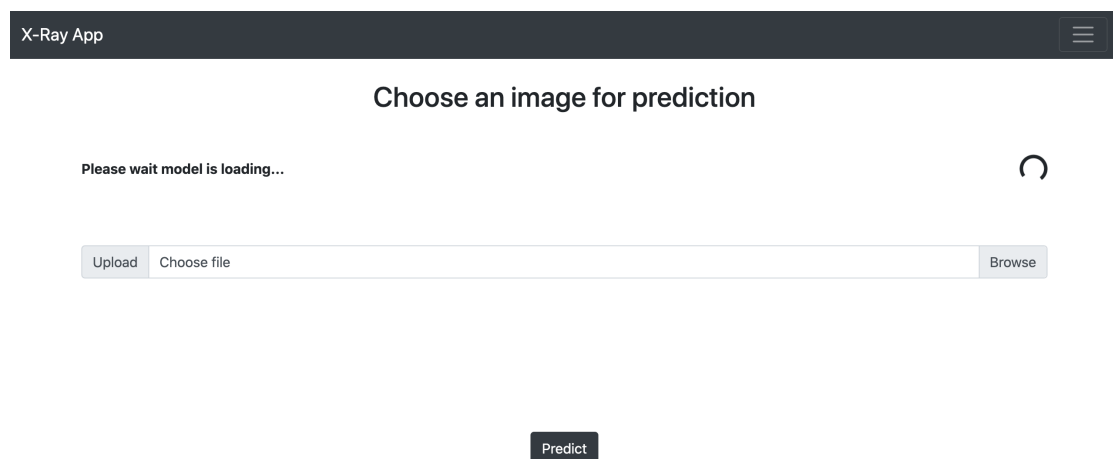 X-Ray App
Choose an image for prediction
Please wait model is loading...
Upload Choose file Browse
Predict